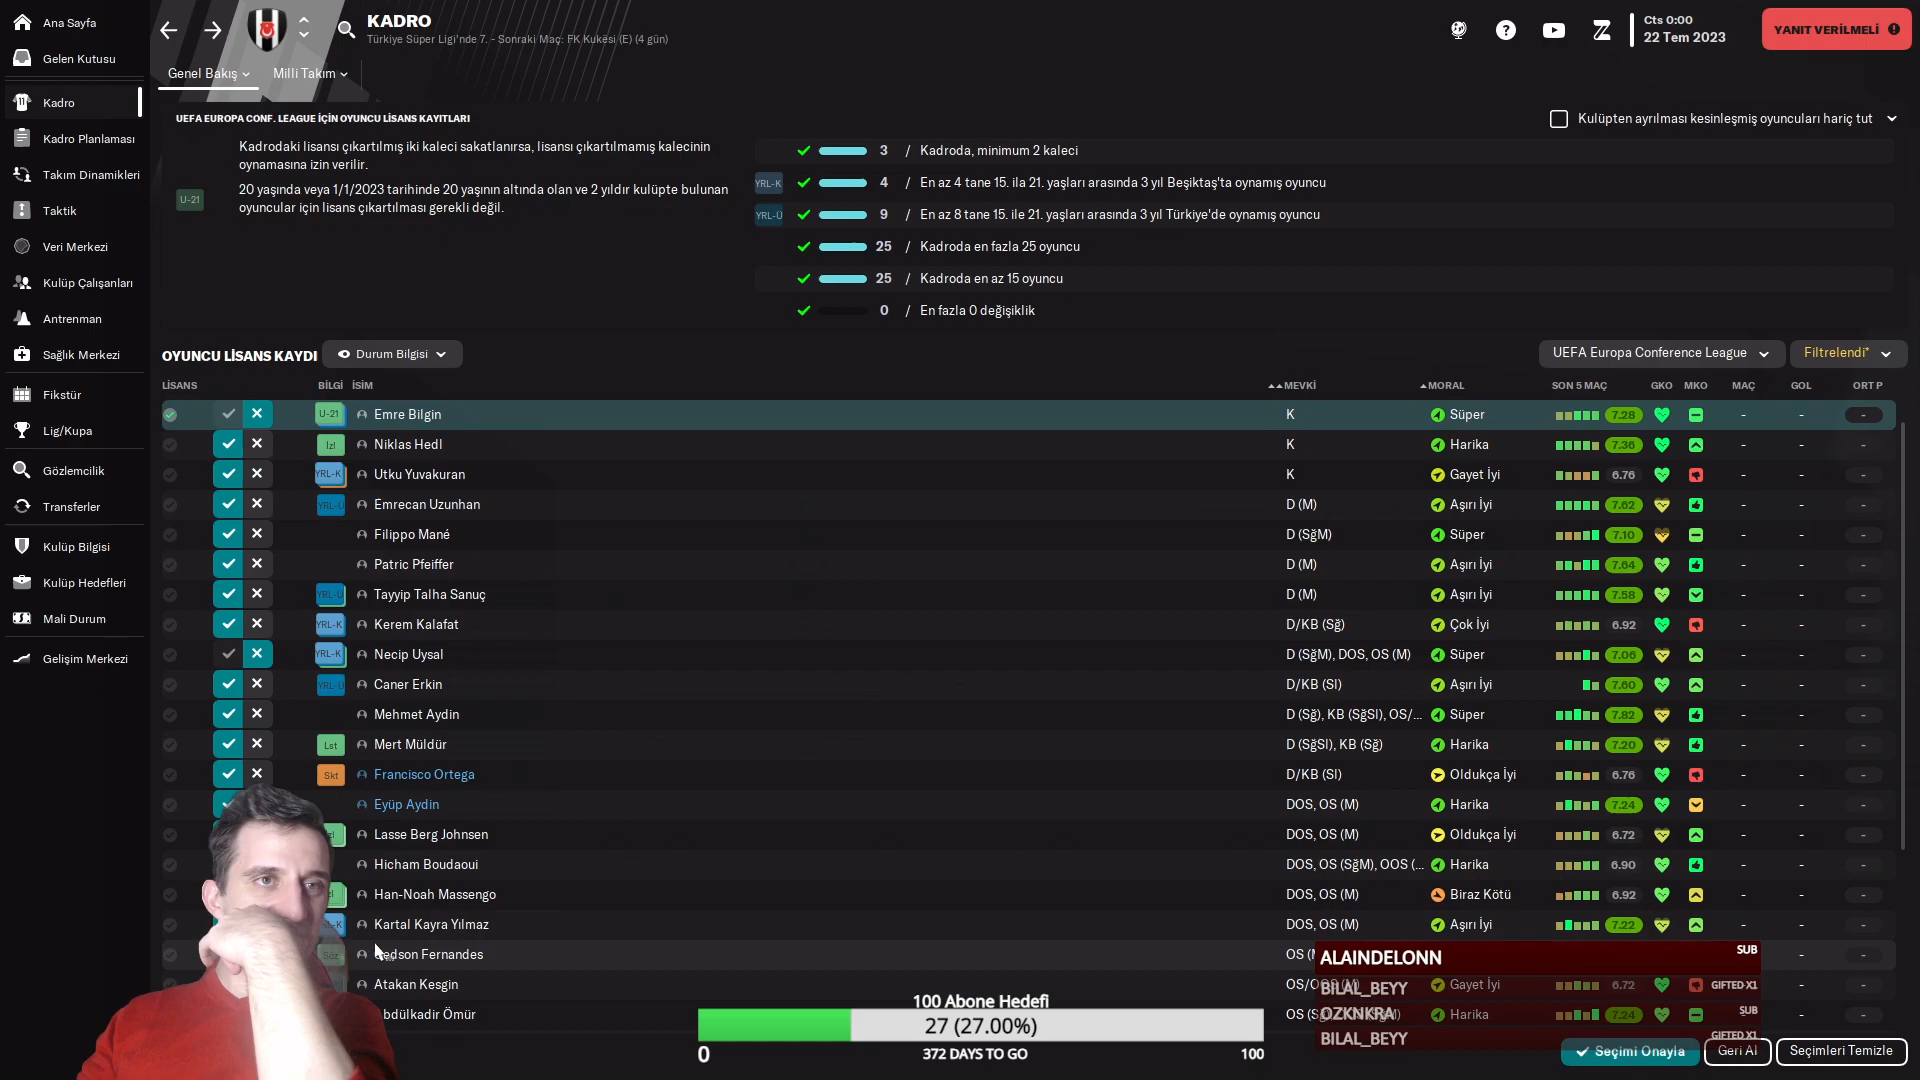 Ana Sayfa
Gelen Kutusu
Kadro
Kadro Planlaması
Takım Dinamikleri
Taktik
Veri Merkezi
Kulüp Çalışanları
Antrenman
Sağlık Merkezi
Fikstür
Lig/Kupa
Gözlemcilik
Transferler
Kulüp Bilgisi
Kulüp Hedefleri
Mali Durum
Gelişim Merkezi
KADRO
Türkiye Süper Ligi'nde 7. - Sonraki Maç: FK Kukësi (E) (4 gün)
Genel Bakış
Milli Takım
Cts 0:00
22 Tem 2023
YANIT VERİLMELİ
UEFA EUROPA CONF. LEAGUE İÇİN OYUNCU LİSANS KAYITLARI
Kulüpten ayrılması kesinleşmiş oyuncuları hariç tut
Kadrodaki lisansı çıkartılmış iki kaleci sakatlanırsa, lisansı çıkartılmamış kalecinin
oynamasına izin verilir.
U-21 20 yaşında veya 1/1/2023 tarihinde 20 yaşının altında olan ve 2 yıldır kulüpte bulunan
oyuncular için lisans çıkartılması gerekli değil.
3 / Kadroda, minimum 2 kaleci
YRL-K 4 / En az 4 tane 15. ila 21. yaşları arasında 3 yıl Beşiktaş'ta oynamış oyuncu
YRL-Ü 9 / En az 8 tane 15. ile 21. yaşları arasında 3 yıl Türkiye'de oynamış oyuncu
25 / Kadroda en fazla 25 oyuncu
25 / Kadroda en az 15 oyuncu
0 / En fazla 0 değişiklik
OYUNCU LİSANS KAYDI Durum Bilgisi
UEFA Europa Conference League Filtrelendi*
LİSANS BİLGİ İSİM MEVKİ MORAL SON 5 MAÇ GKO MKO MAÇ GOL ORT P
U-21 Emre Bilgin K Süper 7.28 - - -
Izl Niklas Hedl K Harika 7.36 - - -
YRL-K Utku Yuvakuran K Gayet İyi 6.76 - - -
YRL-Ü Emrecan Uzunhan D (M) Aşırı İyi 7.62 - - -
Filippo Mané D (SğM) Süper 7.10 - - -
Patric Pfeiffer D (M) Aşırı İyi 7.64 - - -
YRL-Ü Tayyip Talha Sanuç D (M) Aşırı İyi 7.58 - - -
YRL-K Kerem Kalafat D/KB (Sğ) Çok İyi 6.92 - - -
YRL-K Necip Uysal D (SğM), DOS, OS (M) Süper 7.06 - - -
YRL-Ü Caner Erkin D/KB (Sl) Aşırı İyi 7.60 - - -
Mehmet Aydin D (Sğ), KB (SğSl), OS/... Süper 7.82 - - -
Lst Mert Müldür D (SğSl), KB (Sğ) Harika 7.20 - - -
Skt Francisco Ortega D/KB (Sl) Oldukça İyi 6.76 - - -
Eyüp Aydin DOS, OS (M) Harika 7.24 - - -
Lasse Berg Johnsen DOS, OS (M) Oldukça İyi 6.72 - - -
Hicham Boudaoui DOS, OS (SğM), OOS (... Harika 6.90 - - -
Han-Noah Massengo DOS, OS (M) Biraz Kötü 6.92 - - -
Kartal Kayra Yılmaz DOS, OS (M) Aşırı İyi 7.22 - - -
Söz Gedson Fernandes
Atakan Kesgin Gayet İyi 6.72
Abdülkadir Ömür Harika 7.24 - - -
ALAINDELONN SUB
BILAL_BEYY GIFTED X1
OZKNKRA SUB
BILAL_BEYY GIFTED X1
100 Abone Hedefi
27 (27.00%)
0 372 DAYS TO GO 100
Seçimi Onayla Geri Al Seçimleri Temizle